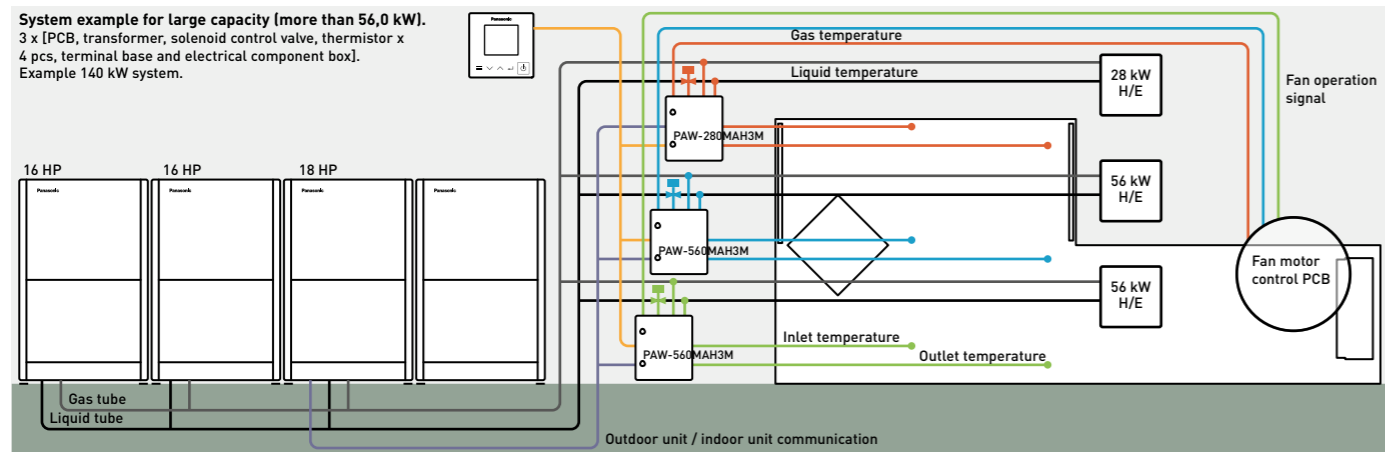 System example for large capacity (more than 56,0 kW).
3 x [PCB, transformer, solenoid control valve, thermistor x
4 pcs, terminal base and electrical component box].
Example 140 kW system.
Panasonic
Gas temperature
Liquid temperature
28 kW
H/E
Fan operation
signal
PAW-280MAH3M
16 HP
16 HP
18 HP
Panasonic
Panasonic
Panasonic
Panasonic
56 kW
H/E
PAW-560MAH3M
Fan motor
control PCB
56 kW
H/E
PAW-560MAH3M
Inlet temperature
Outlet temperature
Gas tube
Liquid tube
Outdoor unit / indoor unit communication